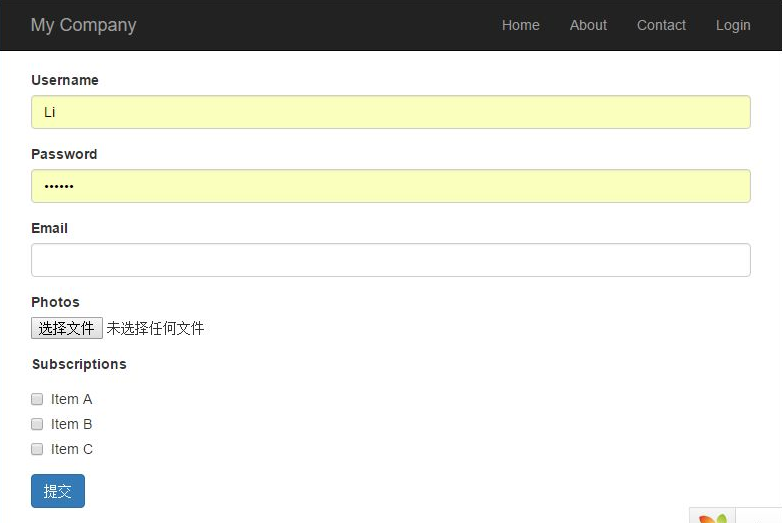 My Company Home About Contact Login
Username
Li
Password
••••••
Email
Photos
选择文件 未选择任何文件
Subscriptions
Item A
Item B
Item C
提交